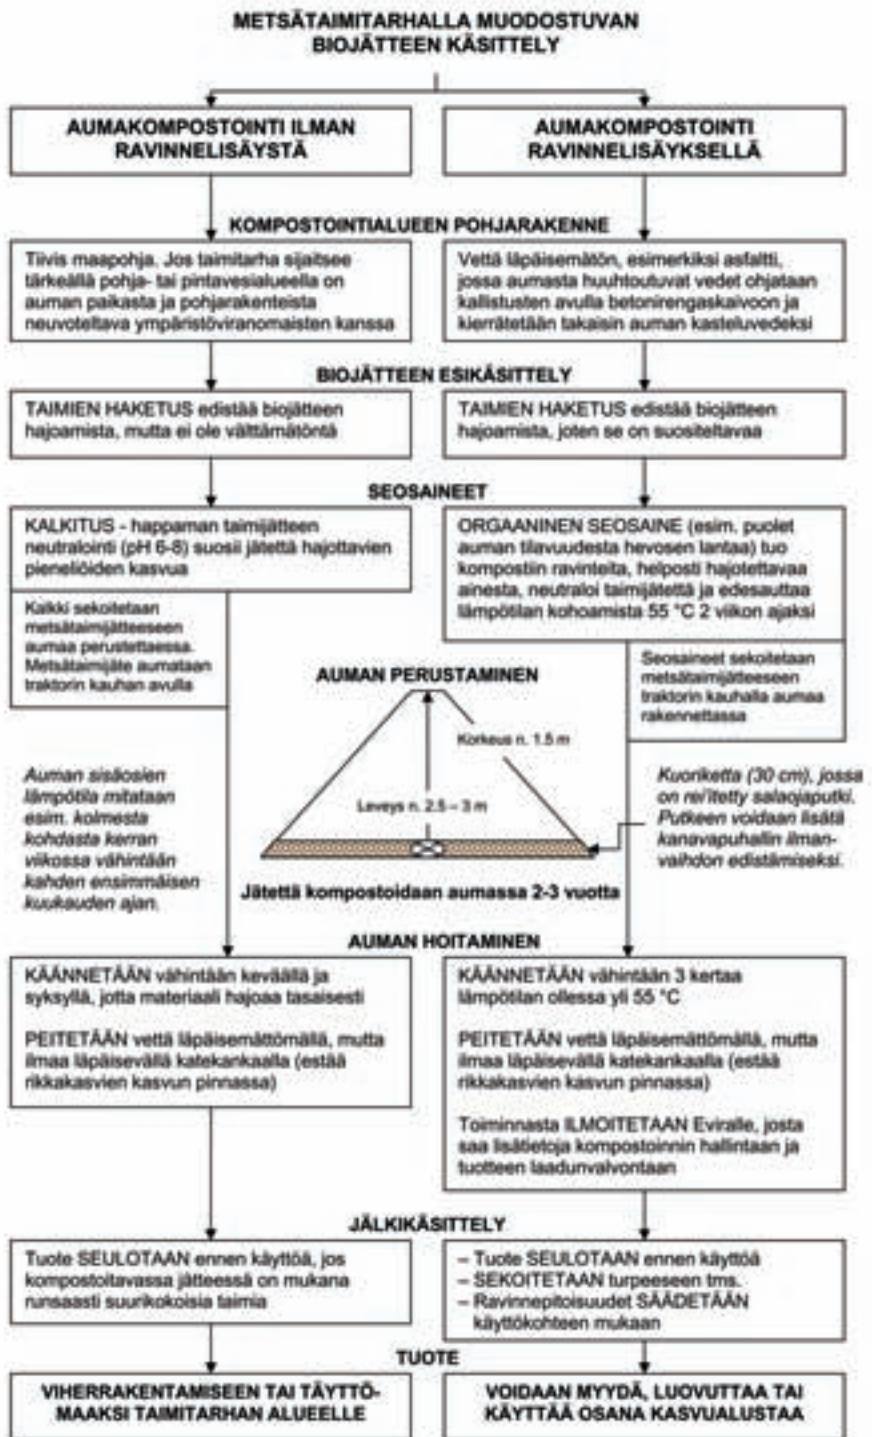 METSÄTAIMITARHALLA MUODOSTUVAN
BIOJÄTTEEN KÄSITTELY
AUMAKOMPOSTOINTI ILMAN
RAVINNELISÄYSTÄ
AUMAKOMPOSTOINTI
RAVINNELISÄYKSELLÄ
KOMPOSTOINTIALUEEN POHJARAKENNE
Tiivis maapohja. Jos taimitarha sijaitsee
tärkeällä pohja- tai pintavesialueella on
auman paikasta ja pohjarakenteista
neuvoteltava ympäristöviranomaisten kanssa
Vettä läpäisemätön, esimerkiksi asfaltti,
jossa aumasta huuhtoutuvat vedet ohjataan
kallistusten avulla betonirengaskaivoon ja
kierrätetään takaisin auman kasteluvedeksi
BIOJÄTTEEN ESIKÄSITTELY
TAIMIEN HAKETUS edistää biojätteen
hajoamista, mutta ei ole välttämätöntä
TAIMIEN HAKETUS edistää biojätteen
hajoamista, joten se on suositeltavaa
SEOSAINEET
KALKITUS - happaman taimijätteen
neutralointi (pH 6-8) suosii jätettä hajottavien
pieneliöiden kasvua
Kalkki sekoitetaan
metsätaimijätteeseen
aumaa perustettaessa.
Metsätaimijäte aumataan
traktorin kauhan avulla
ORGAANINEN SEOSAINE (esim. puolet
auman tilavuudesta hevosen lantaa) tuo
kompostiin ravinteita, helposti hajotettavaa
ainesta, neutraloi taimijätettä ja edesauttaa
lämpötilan kohoamista 55 °C 2 viikon ajaksi
Seosaineet sekoitetaan
metsätaimijätteeseen
traktorin kauhalla aumaa
rakennettassa
AUMAN PERUSTAMINEN
Korkeus n. 1.5 m
Leveys n. 2.5 – 3 m
Auman sisäosien
lämpötila mitataan
esim. kolmesta
kohdasta kerran
viikossa vähintään
kahden ensimmäisen
kuukauden ajan.
Kuoriketta (30 cm), jossa
on rei'itetty salaojaputki.
Putkeen voidaan lisätä
kanavapuhallin ilman-
vaihdon edistämiseksi.
Jätettä kompostoidaan aumassa 2-3 vuotta
AUMAN HOITAMINEN
KÄÄNNETÄÄN vähintään keväällä ja
syksyllä, jotta materiaali hajoaa tasaisesti
PEITETÄÄN vettä läpäisemättömällä, mutta
ilmaa läpäisevällä katekankaalla (estää
rikkakasvien kasvun pinnassa)
KÄÄNNETÄÄN vähintään 3 kertaa
lämpötilan ollessa yli 55 °C
PEITETÄÄN vettä läpäisemättömällä, mutta
ilmaa läpäisevällä katekankaalla (estää
rikkakasvien kasvun pinnassa)
Toiminnasta ILMOITETAAN Eviralle, josta
saa lisätietoja kompostoinnin hallintaan ja
tuotteen laadunvalvontaan
JÄLKIKÄSITTELY
Tuote SEULOTAAN ennen käyttöä, jos
kompostoitavassa jätteessä on mukana
runsaasti suurikokoisia taimia
– Tuote SEULOTAAN ennen käyttöä
– SEKOITETAAN turpeeseen tms.
– Ravinnepitoisuudet SÄÄDETÄÄN
käyttökohteen mukaan
TUOTE
VIHERRAKENTAMISEEN TAI TÄYTTÖ-
MAAKSI TAIMITARHAN ALUEELLE
VOIDAAN MYYDÄ, LUOVUTTAA TAI
KÄYTTÄÄ OSANA KASVUALUSTAA